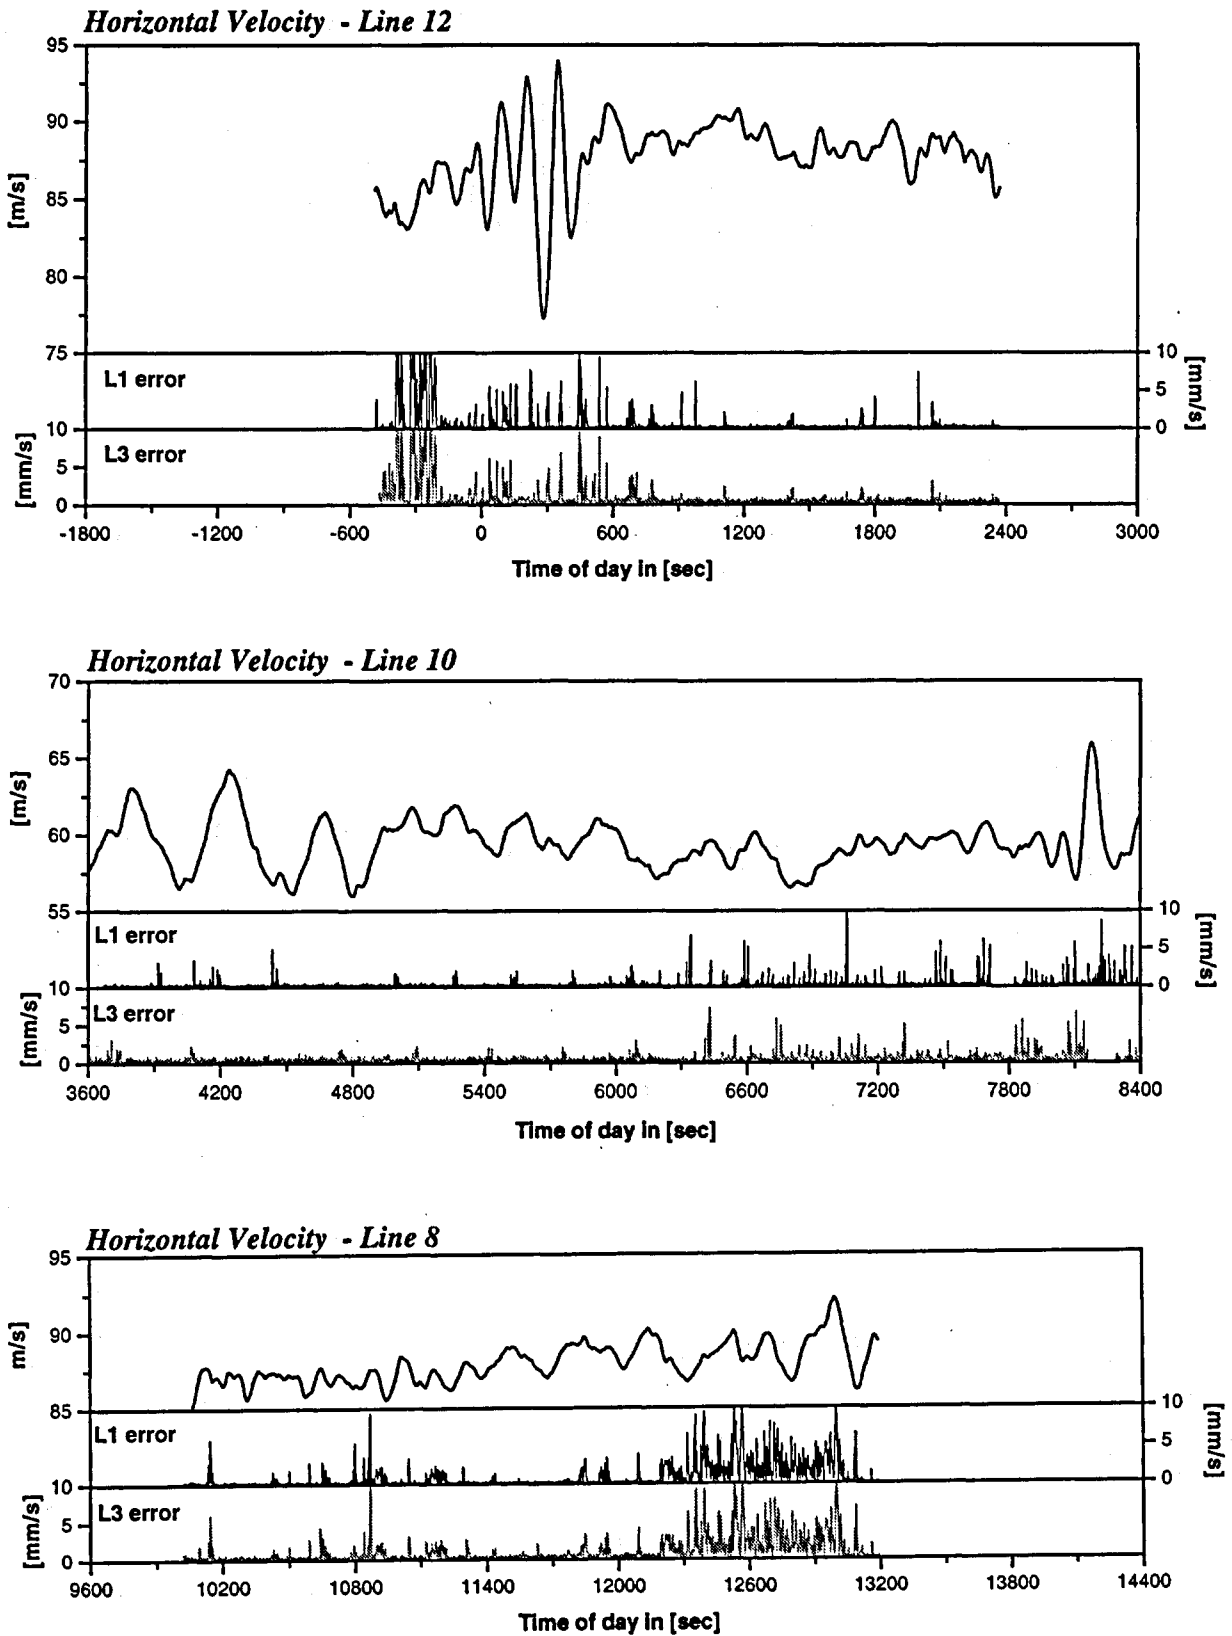 Horizontal Velocity - Line 12
95
90
85
80
75
[m/s]
L1 error
10
5
0
[mm/s]
L3 error
10
5
0
[mm/s]
-1800 -1200 -600 0 600 1200 1800 2400 3000
Time of day in [sec]
Horizontal Velocity - Line 10
70
65
60
55
[m/s]
L1 error
10
5
0
[mm/s]
L3 error
10
5
0
[mm/s]
3600 4200 4800 5400 6000 6600 7200 7800 8400
Time of day in [sec]
Horizontal Velocity - Line 8
95
90
85
m/s]
L1 error
10
5
0
[mm/s]
L3 error
10
5
0
[mm/s]
9600 10200 10800 11400 12000 12600 13200 13800 14400
Time of day in [sec]